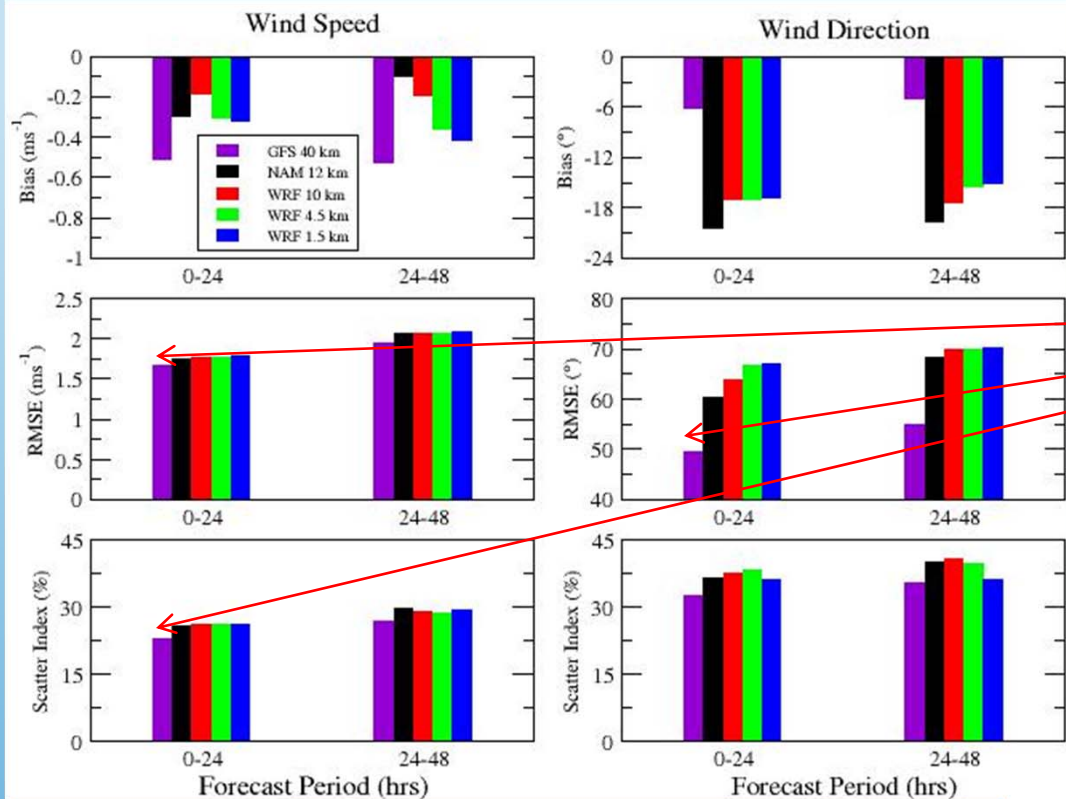 Wind Speed
Wind Direction
0
-0.2
-0.4
-0.6
-0.8
-1
Bias (ms⁻¹)
GFS 40 km
NAM 12 km
WRF 10 km
WRF 4.5 km
WRF 1.5 km
0-24
24-48
0
-6
-12
-18
-24
Bias (°)
0-24
24-48
2.5
2
1.5
1
0.5
0
RMSE (ms⁻¹)
0-24
24-48
80
70
60
50
40
RMSE (°)
0-24
24-48
45
30
15
0
Scatter Index (%)
0-24
24-48
Forecast Period (hrs)
45
30
15
0
Scatter Index (%)
0-24
24-48
Forecast Period (hrs)